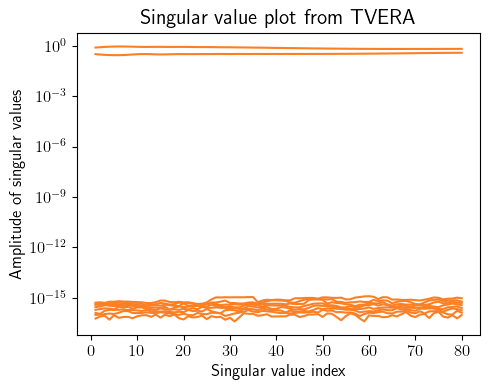 Singular value plot from TVERA
Amplitude of singular values
10^0
10^-3
10^-6
10^-9
10^-12
10^-15
0 10 20 30 40 50 60 70 80
Singular value index